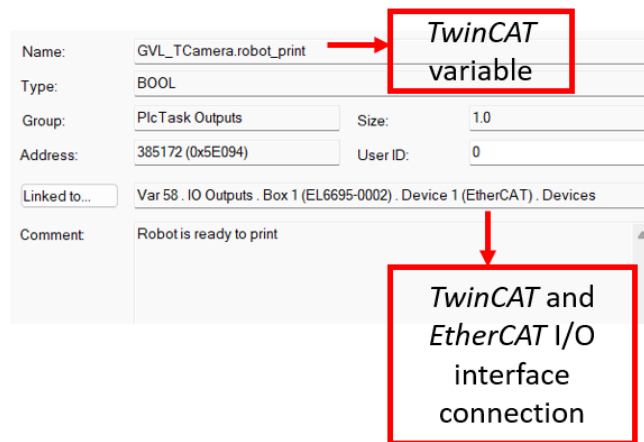 Name: GVL_TCamera.robot_print
TwinCAT
variable
Type: BOOL
Group: PlcTask Outputs Size: 1.0
Address: 385172 (0x5E094) User ID: 0
Linked to... Var 58 . IO Outputs . Box 1 (EL6695-0002) . Device 1 (EtherCAT) . Devices
Comment: Robot is ready to print
TwinCAT and
EtherCAT I/O
interface
connection